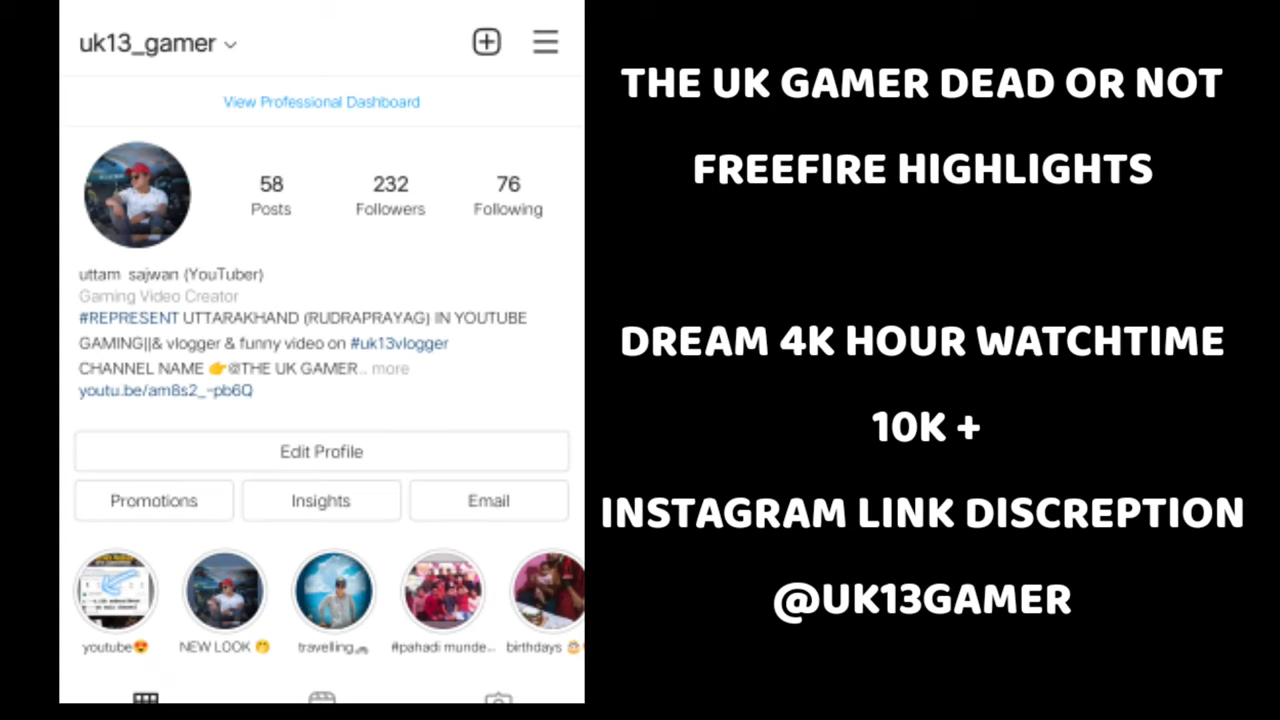 uk13_gamer
View Professional Dashboard
58
Posts
232
Followers
76
Following
uttam sajwan (YouTuber)
Gaming Video Creator
#REPRESENT UTTARAKHAND (RUDRAPRAYAG) IN YOUTUBE
GAMING||& vlogger & funny video on #uk13vlogger
CHANNEL NAME 👉@THE UK GAMER... more
youtu.be/am8s2_-pb6Q
Edit Profile
Promotions
Insights
Email
youtube😍
NEW LOOK 🤭
travelling🏍
#pahadi munde...
birthdays 🎂
THE UK GAMER DEAD OR NOT
FREEFIRE HIGHLIGHTS
DREAM 4K HOUR WATCHTIME
10K +
INSTAGRAM LINK DISCREPTION
@UK13GAMER